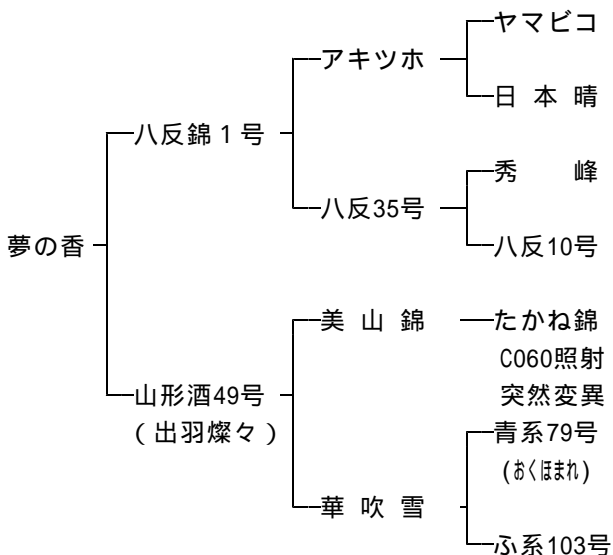 ヤマビコ
アキツホ
日本晴
八反錦1号
秀峰
八反35号
八反10号
夢の香
美山錦
たかね錦
CO60照射
突然変異
山形酒49号
(出羽燦々)
青系79号
(おくほまれ)
華吹雪
ふ系103号